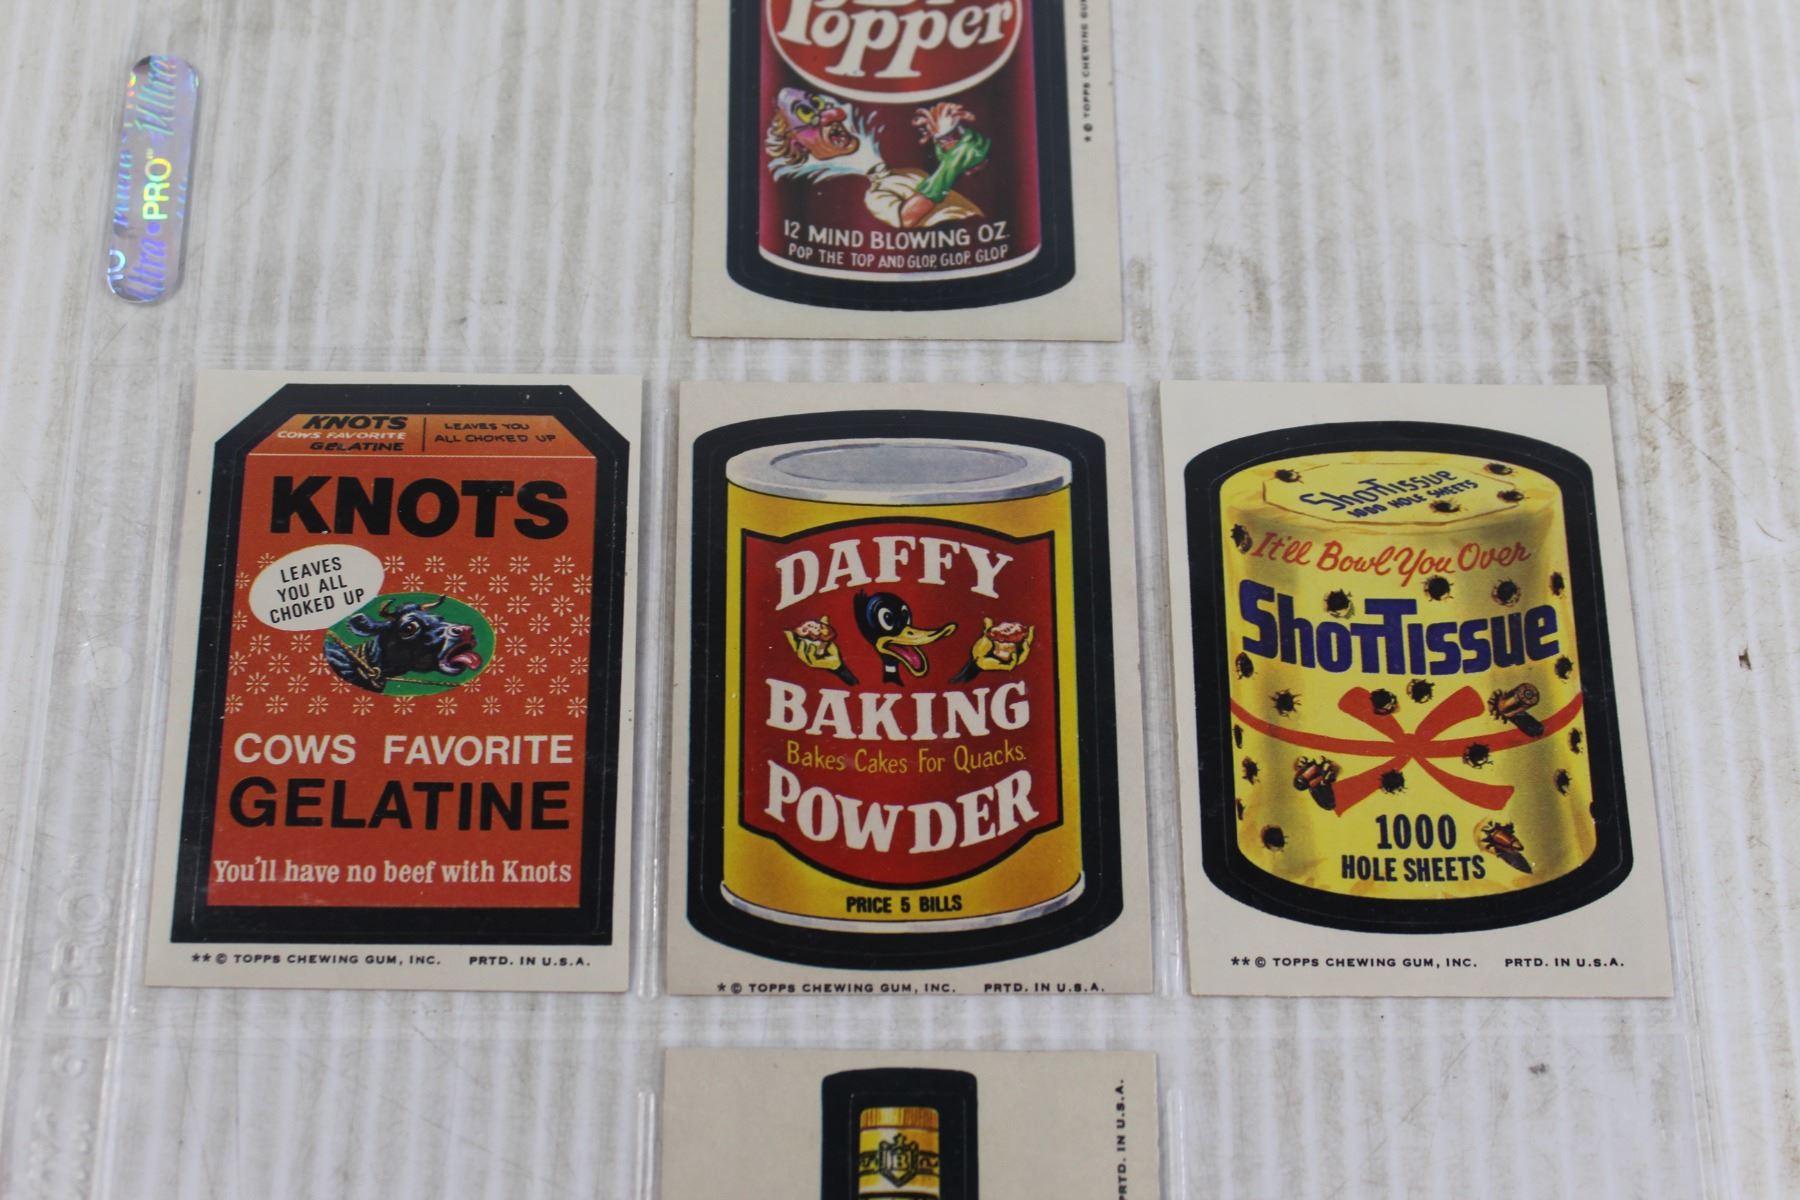 Popper
12 MIND BLOWING OZ.
POP THE TOP AND GLOP, GLOP, GLOP
* © TOPPS CHEWING
Ultra•PRO™
KNOTS
COWS FAVORITE
GELATINE
LEAVES YOU
ALL CHOKED UP
KNOTS
LEAVES
YOU ALL
CHOKED UP
COWS FAVORITE
GELATINE
You'll have no beef with Knots
** © TOPPS CHEWING GUM, INC. PRTD. IN U.S.A.
DAFFY
BAKING
Bakes Cakes For Quacks.
POWDER
PRICE 5 BILLS
* © TOPPS CHEWING GUM, INC. PRTD. IN U.S.A.
ShotTissue
1000 HOLE SHEETS
It'll Bowl You Over
ShotTissue
1000
HOLE SHEETS
** © TOPPS CHEWING GUM, INC. PRTD. IN U.S.A.
PRTD. IN U.S.A.
PRO